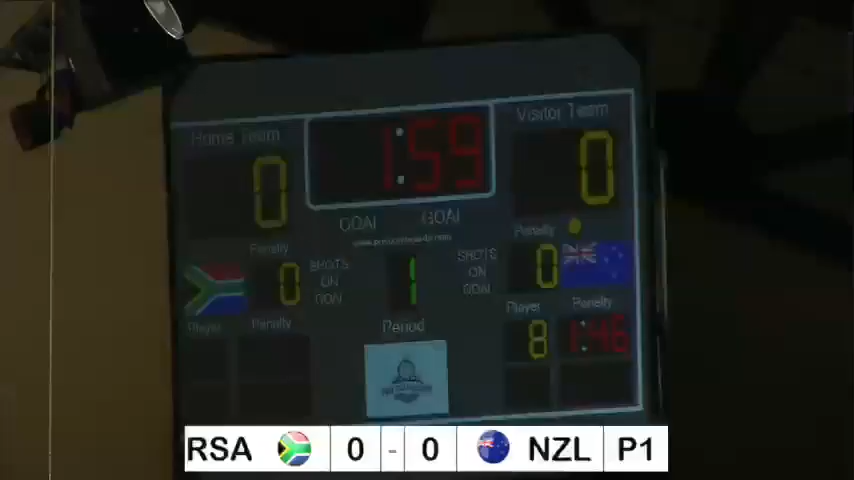 Home Team
1:59
Visitor Team
0
0
GOAL
GOAL
Penalty
Penalty
0
SHOTS
ON
GOAL
1
SHOTS
ON
GOAL
0
Player
Penalty
Period
Player
Penalty
8
1:46
RSA 0 - 0 NZL P1